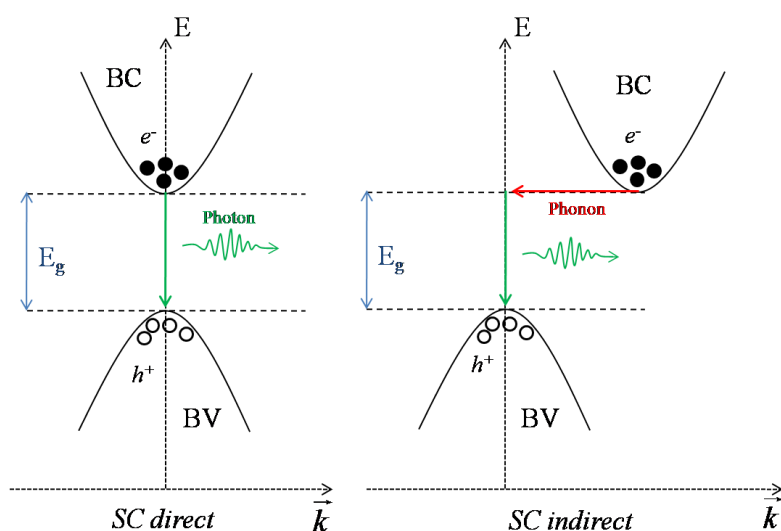 E
BC
e-
Photon
Eg
h+
BV
SC direct
k
E
BC
e-
Phonon
Eg
h+
BV
SC indirect
k